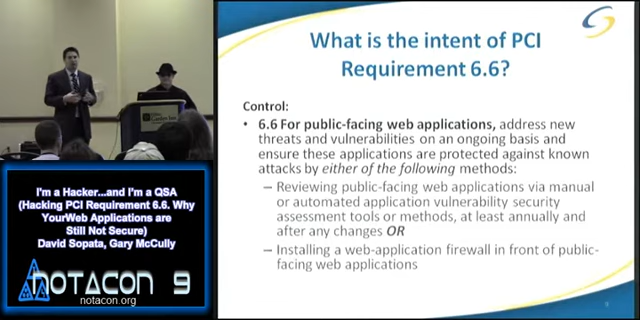 What is the intent of PCI
Requirement 6.6?
Control:
• 6.6 For public-facing web applications, address new
threats and vulnerabilities on an ongoing basis and
ensure these applications are protected against known
attacks by either of the following methods:
– Reviewing public-facing web applications via manual
or automated application vulnerability security
assessment tools or methods, at least annually and
after any changes OR
– Installing a web-application firewall in front of public-
facing web applications
I'm a Hacker...and I'm a QSA
(Hacking PCI Requirement 6.6. Why
YourWeb Applications are
Still Not Secure)
David Sopata, Gary McCully
NOTACON 9
notacon.org